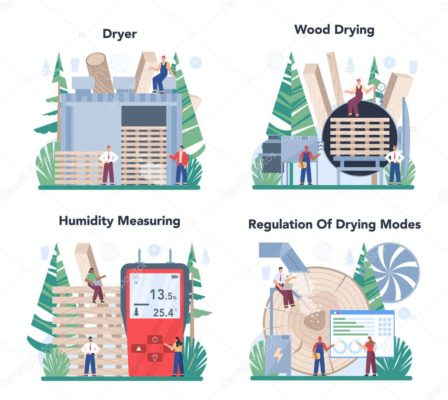 Dryer
Wood Drying
Humidity Measuring
Regulation Of Drying Modes
13.5%
25.4°